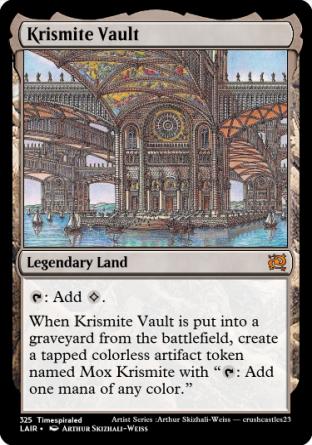 Krismite Vault
Legendary Land
: Add .
When Krismite Vault is put into a
graveyard from the battlefield, create
a tapped colorless artifact token
named Mox Krismite with “: Add
one mana of any color.”
325 Timespiraled Artist Series :Arthur Skizhali-Weiss — crushcastles23
LAIR • Arthur Skizhali-Weiss